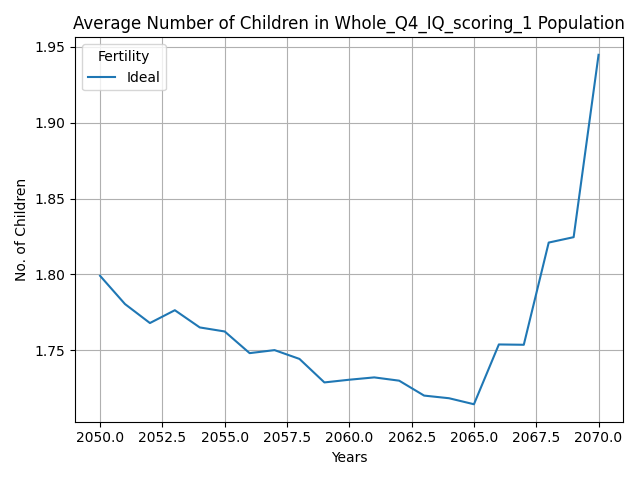 Average Number of Children in Whole_Q4_IQ_scoring_1 Population
Fertility
Ideal
1.95
1.90
1.85
1.80
1.75
No. of Children
2050.0 2052.5 2055.0 2057.5 2060.0 2062.5 2065.0 2067.5 2070.0
Years